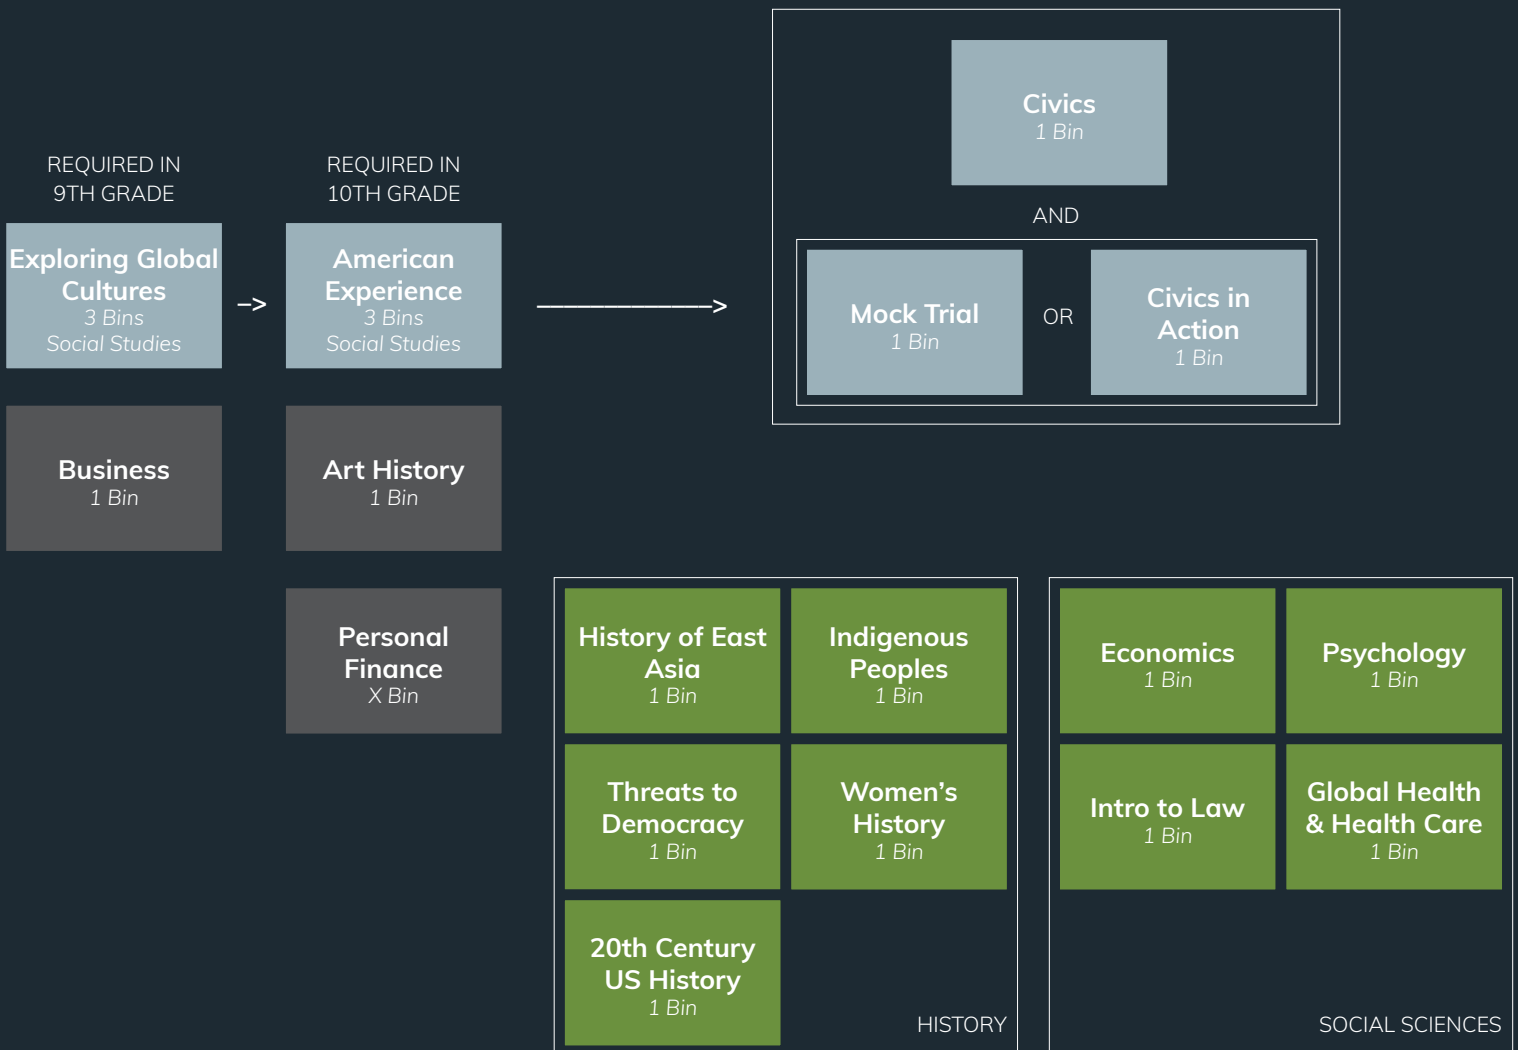 REQUIRED IN
9TH GRADE
Exploring Global
Cultures
3 Bins
Social Studies
–>
REQUIRED IN
10TH GRADE
American
Experience
3 Bins
Social Studies
Civics
1 Bin
AND
Mock Trial
1 Bin
OR
Civics in
Action
1 Bin
Business
1 Bin
Art History
1 Bin
Personal
Finance
X Bin
History of East
Asia
1 Bin
Indigenous
Peoples
1 Bin
Threats to
Democracy
1 Bin
Women’s
History
1 Bin
20th Century
US History
1 Bin
HISTORY
Economics
1 Bin
Psychology
1 Bin
Intro to Law
1 Bin
Global Health
& Health Care
1 Bin
SOCIAL SCIENCES